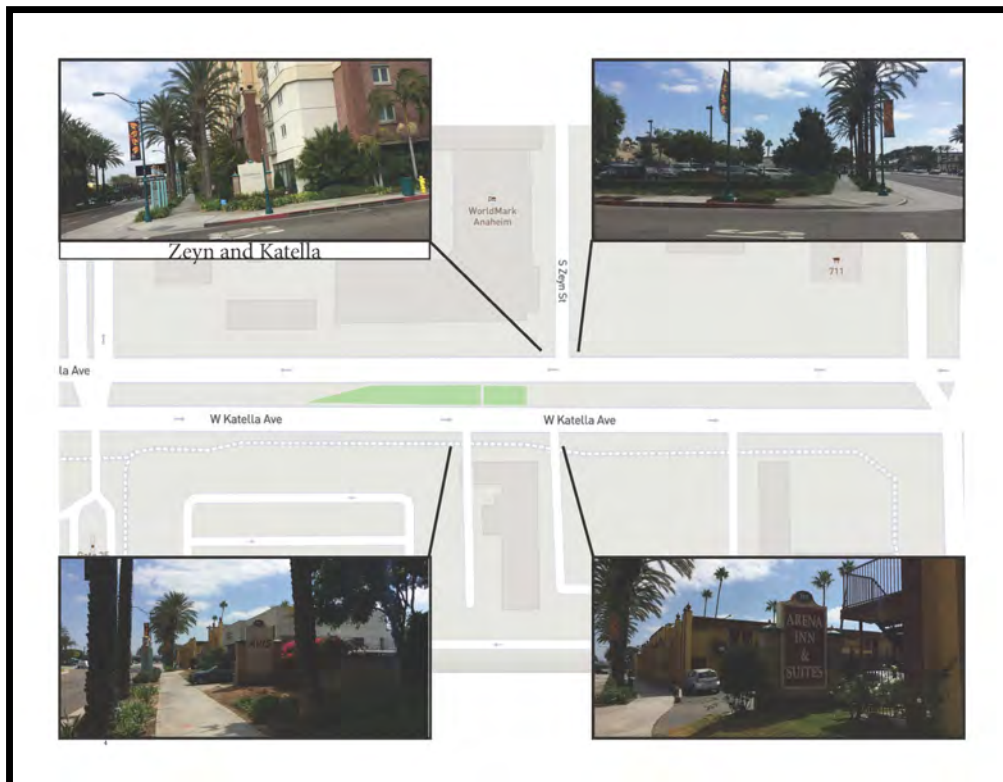 Zeyn and Katella
WorldMark
Anaheim
S Zeyn St
711
la Ave
W Katella Ave
W Katella Ave
ARENA
INN
&
SUITES